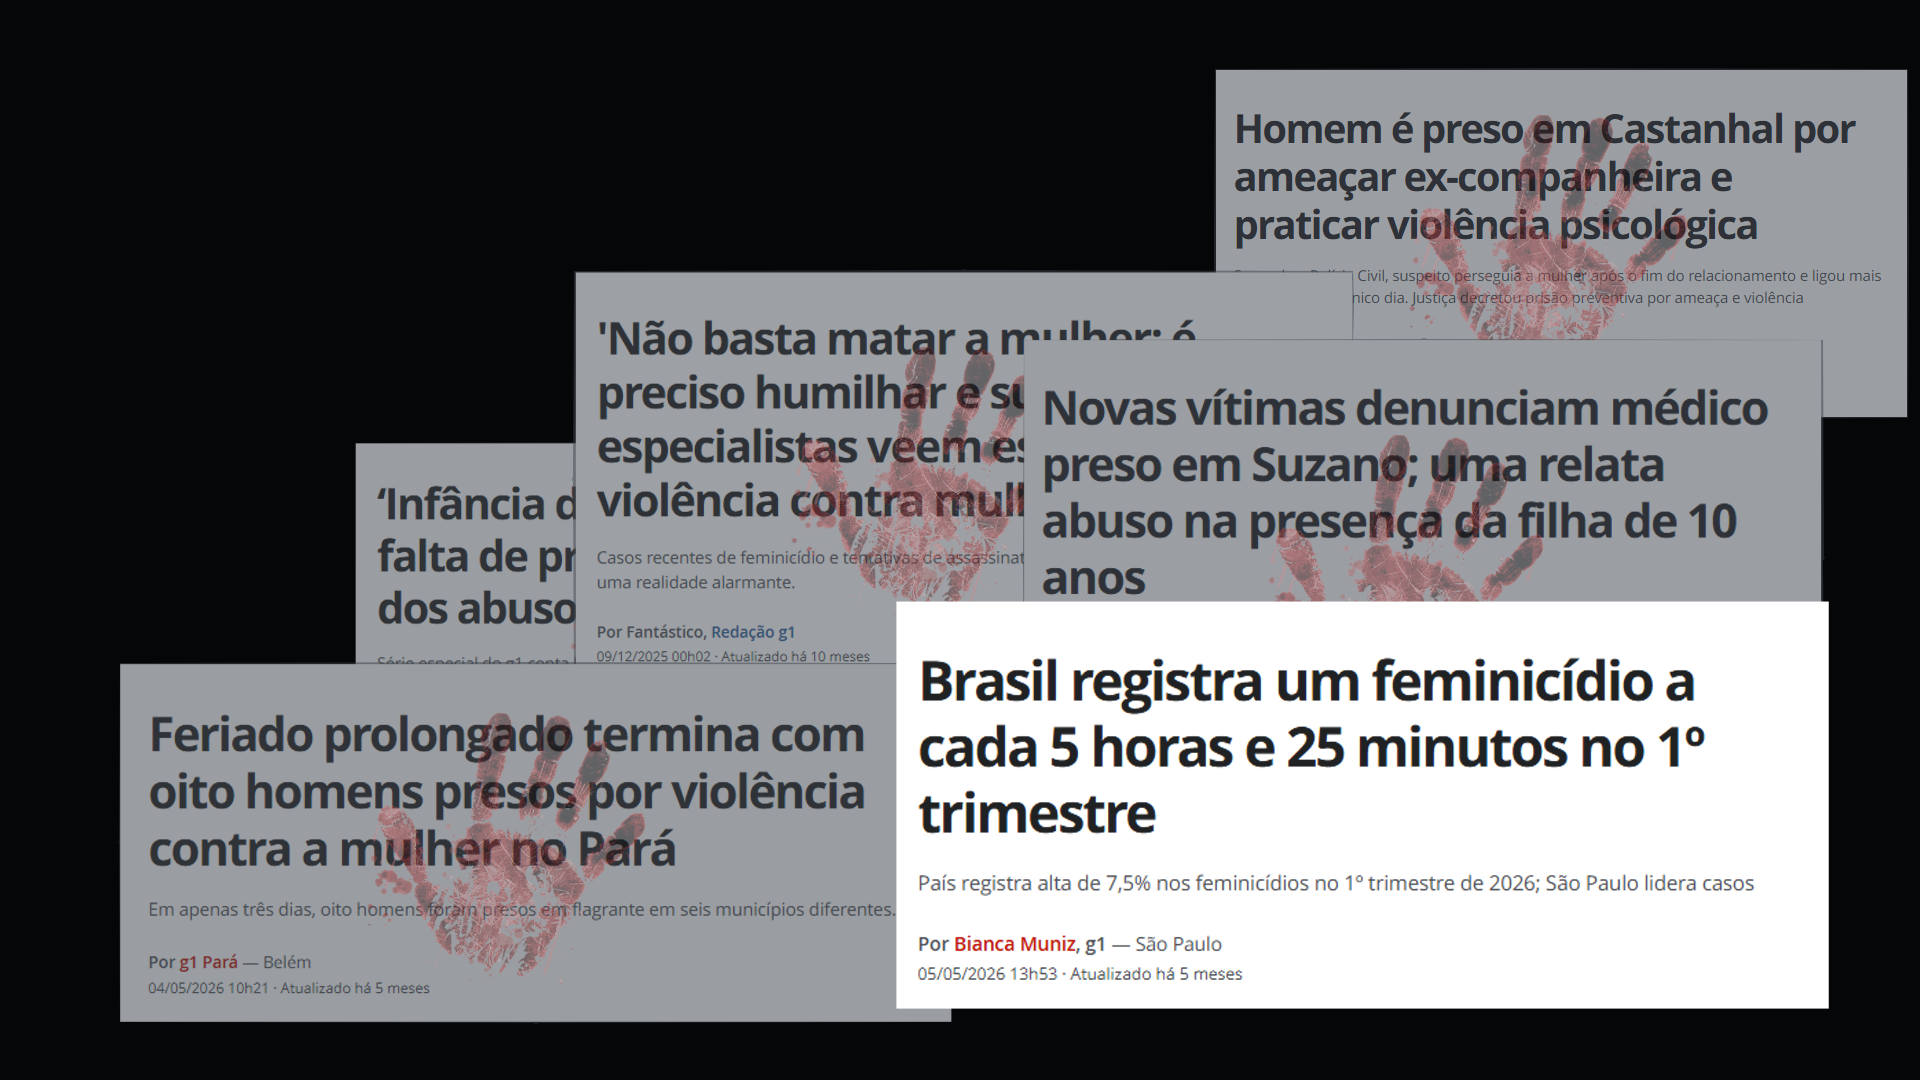 Homem é preso em Castanhal por
ameaçar ex-companheira e
praticar violência psicológica
Civil, suspeito perseguia a mulher após o fim do relacionamento e ligou mais
dia. Justiça decretou prisão preventiva por ameaça e violência
'Não basta matar a mulher: é
preciso humilhar e
especialistas veem
violência contra
Casos recentes de feminicídio e tentativas de
uma realidade alarmante.
Por Fantástico, Redação g1
09/12/2025 00h02 · Atualizado há 10 meses
Novas vítimas denunciam médico
preso em Suzano; uma relata
abuso na presença da filha de 10
anos
‘Infância
falta de
dos
Série especial do g1 conta
Feriado prolongado termina com
oito homens presos por violência
contra a mulher no Pará
Em apenas três dias, oito homens foram presos em flagrante em seis municípios diferentes.
Por g1 Pará — Belém
04/05/2026 10h21 · Atualizado há 5 meses
Brasil registra um feminicídio a
cada 5 horas e 25 minutos no 1º
trimestre
País registra alta de 7,5% nos feminicídios no 1º trimestre de 2026; São Paulo lidera casos
Por Bianca Muniz, g1 — São Paulo
05/05/2026 13h53 · Atualizado há 5 meses